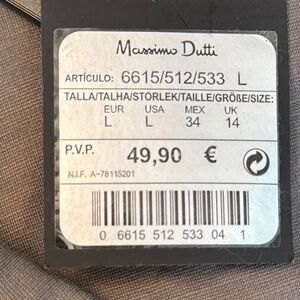 Massimo Dutti
ARTÍCULO: 6615/512/533 L
TALLA/TALHA/STORLEK/TAILLE/GRÖßE/SIZE:
EUR USA MEX UK
L L 34 14
P.V.P. 49,90 €
N.I.F. A-78115201
0 6615 512 533 04 1